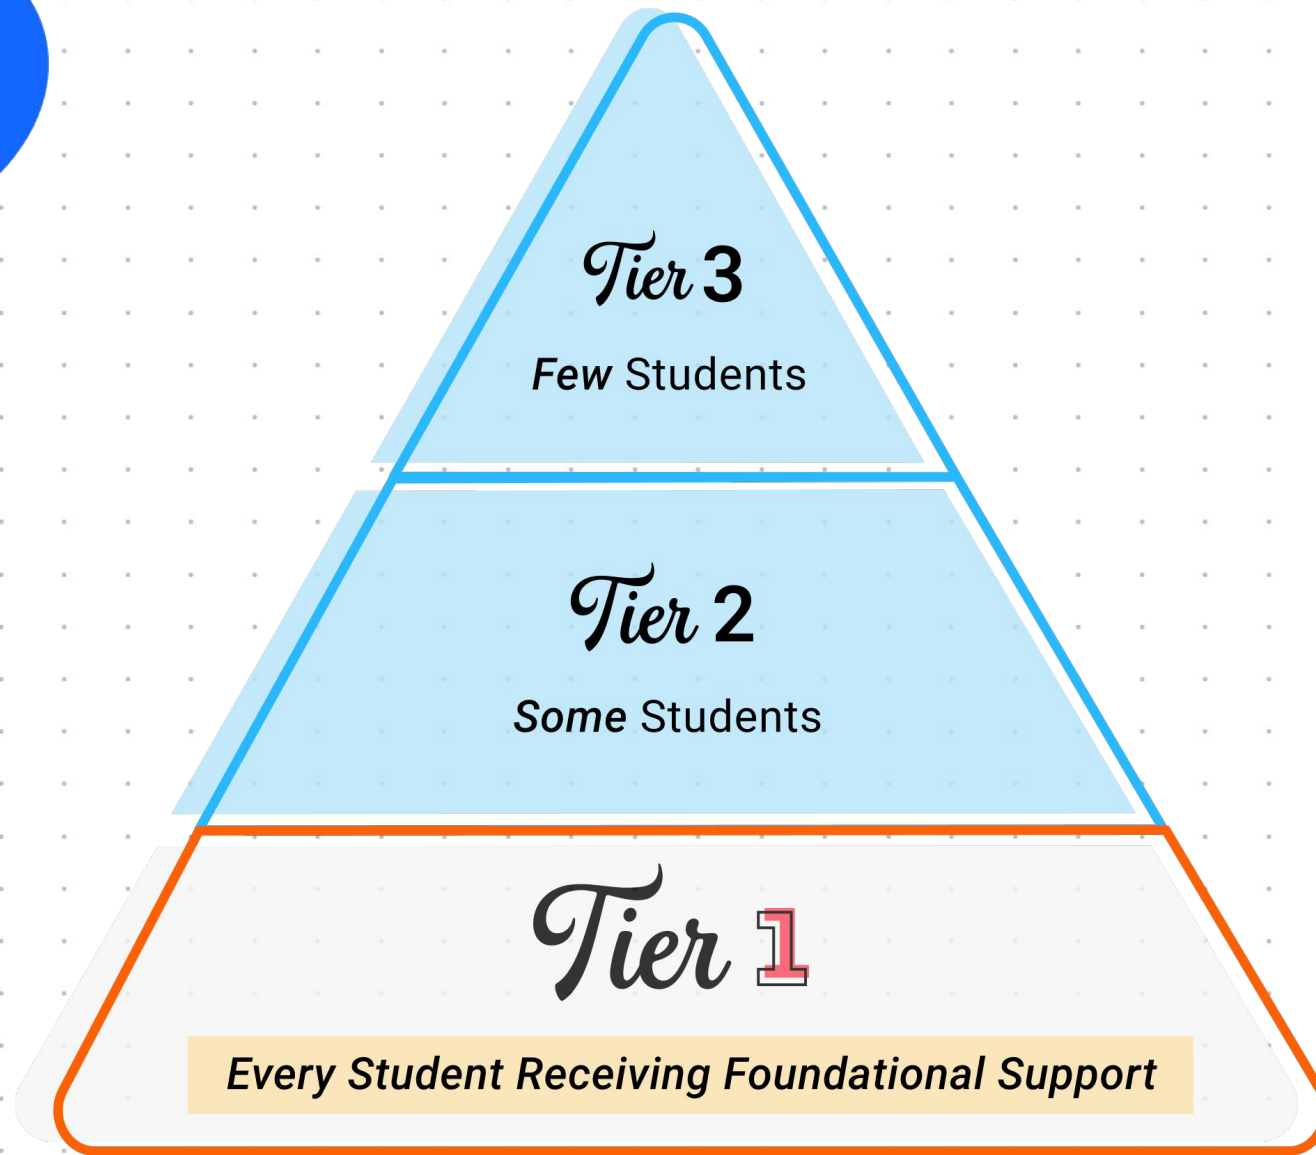 Tier 3
Few Students
Tier 2
Some Students
Tier 1
Every Student Receiving Foundational Support